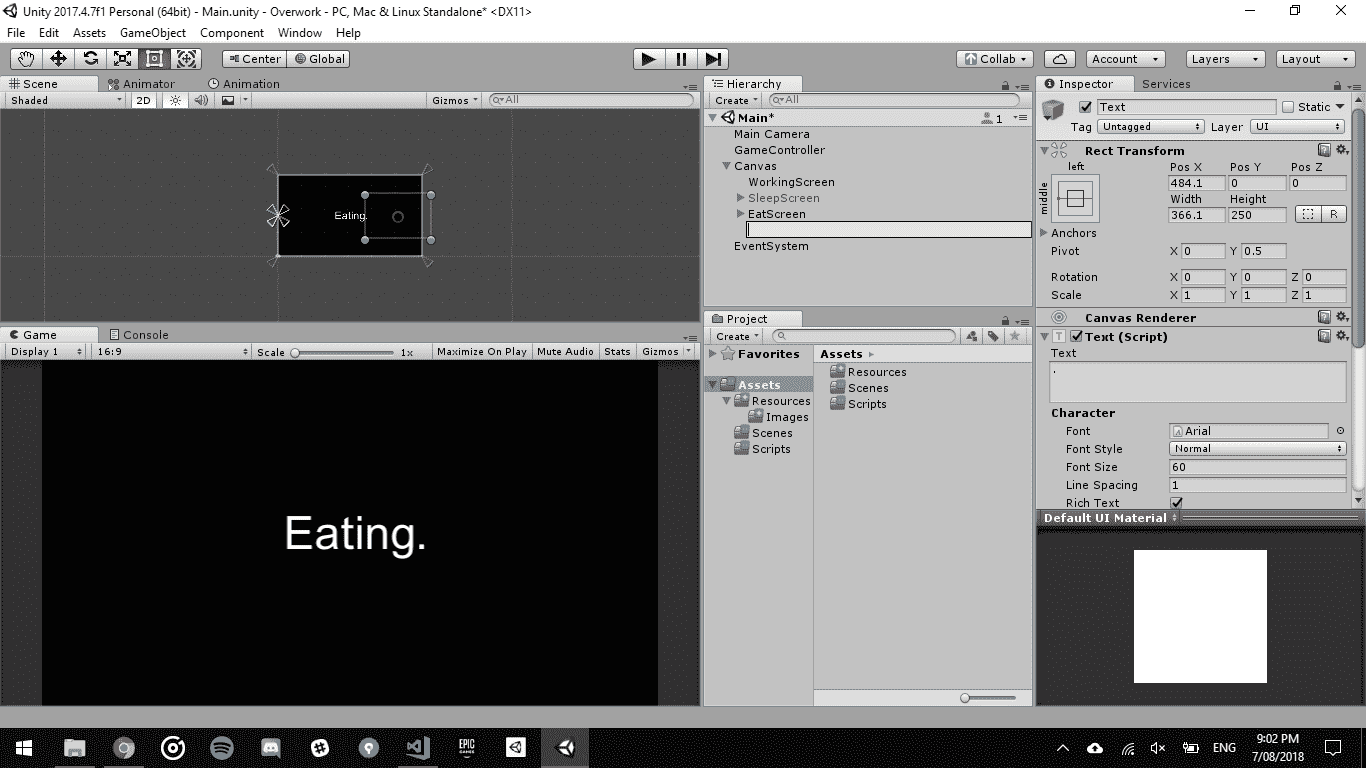 Unity 2017.4.7f1 Personal (64bit) - Main.unity - Overwork - PC, Mac & Linux Standalone* <DX11>
File Edit Assets GameObject Component Window Help
Center Global Collab Account Layers Layout
Scene Animator Animation
Shaded 2D Gizmos All
Eating.
Hierarchy
Create All
Main* 1
Main Camera
GameController
Canvas
WorkingScreen
SleepScreen
EatScreen
EventSystem
Inspector Services
Text Static
Tag Untagged Layer UI
Rect Transform
left Pos X Pos Y Pos Z
middle 484.1 0 0
Width Height
366.1 250 R
Anchors
Pivot X 0 Y 0.5
Rotation X 0 Y 0 Z 0
Scale X 1 Y 1 Z 1
Canvas Renderer
T Text (Script)
Text
.
Character
Font Arial
Font Style Normal
Font Size 60
Line Spacing 1
Rich Text
Default UI Material
Game Console
Display 1 16:9 Scale 1x Maximize On Play Mute Audio Stats Gizmos
Eating.
Project
Create
Favorites
Assets
Resources
Images
Scenes
Scripts
Assets
Resources
Scenes
Scripts
EPIC GAMES
ENG
9:02 PM
7/08/2018